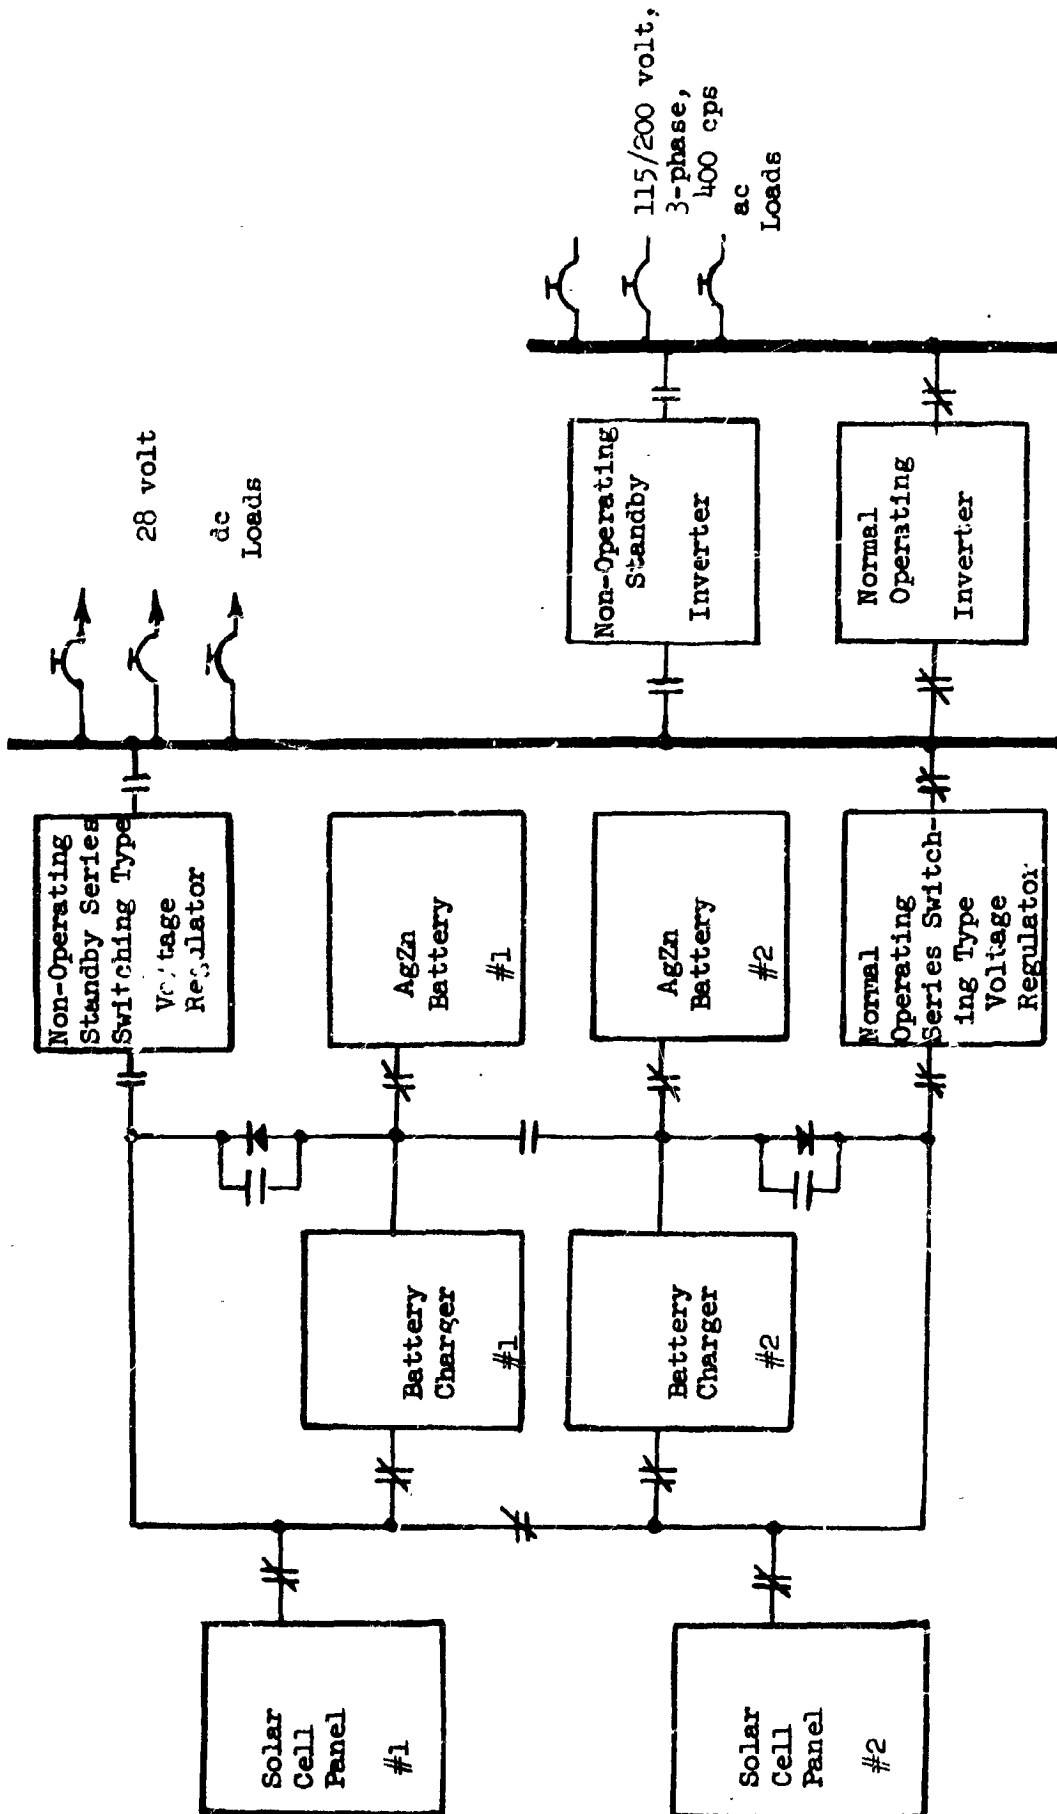 Solar
Cell
Panel
#1
Solar
Cell
Panel
#2
Battery
Charger
#1
Battery
Charger
#2
Non-Operating
Standby Series
Switching Type
Voltage
Regulator
AgZn
Battery
#1
AgZn
Battery
#2
Normal
Operating
Series Switch-
ing Type
Voltage
Regulator
28 volt
dc
Loads
Non-Operating
Standby
Inverter
Normal
Operating
Inverter
115/200 volt,
3-phase,
400 cps
ac
Loads